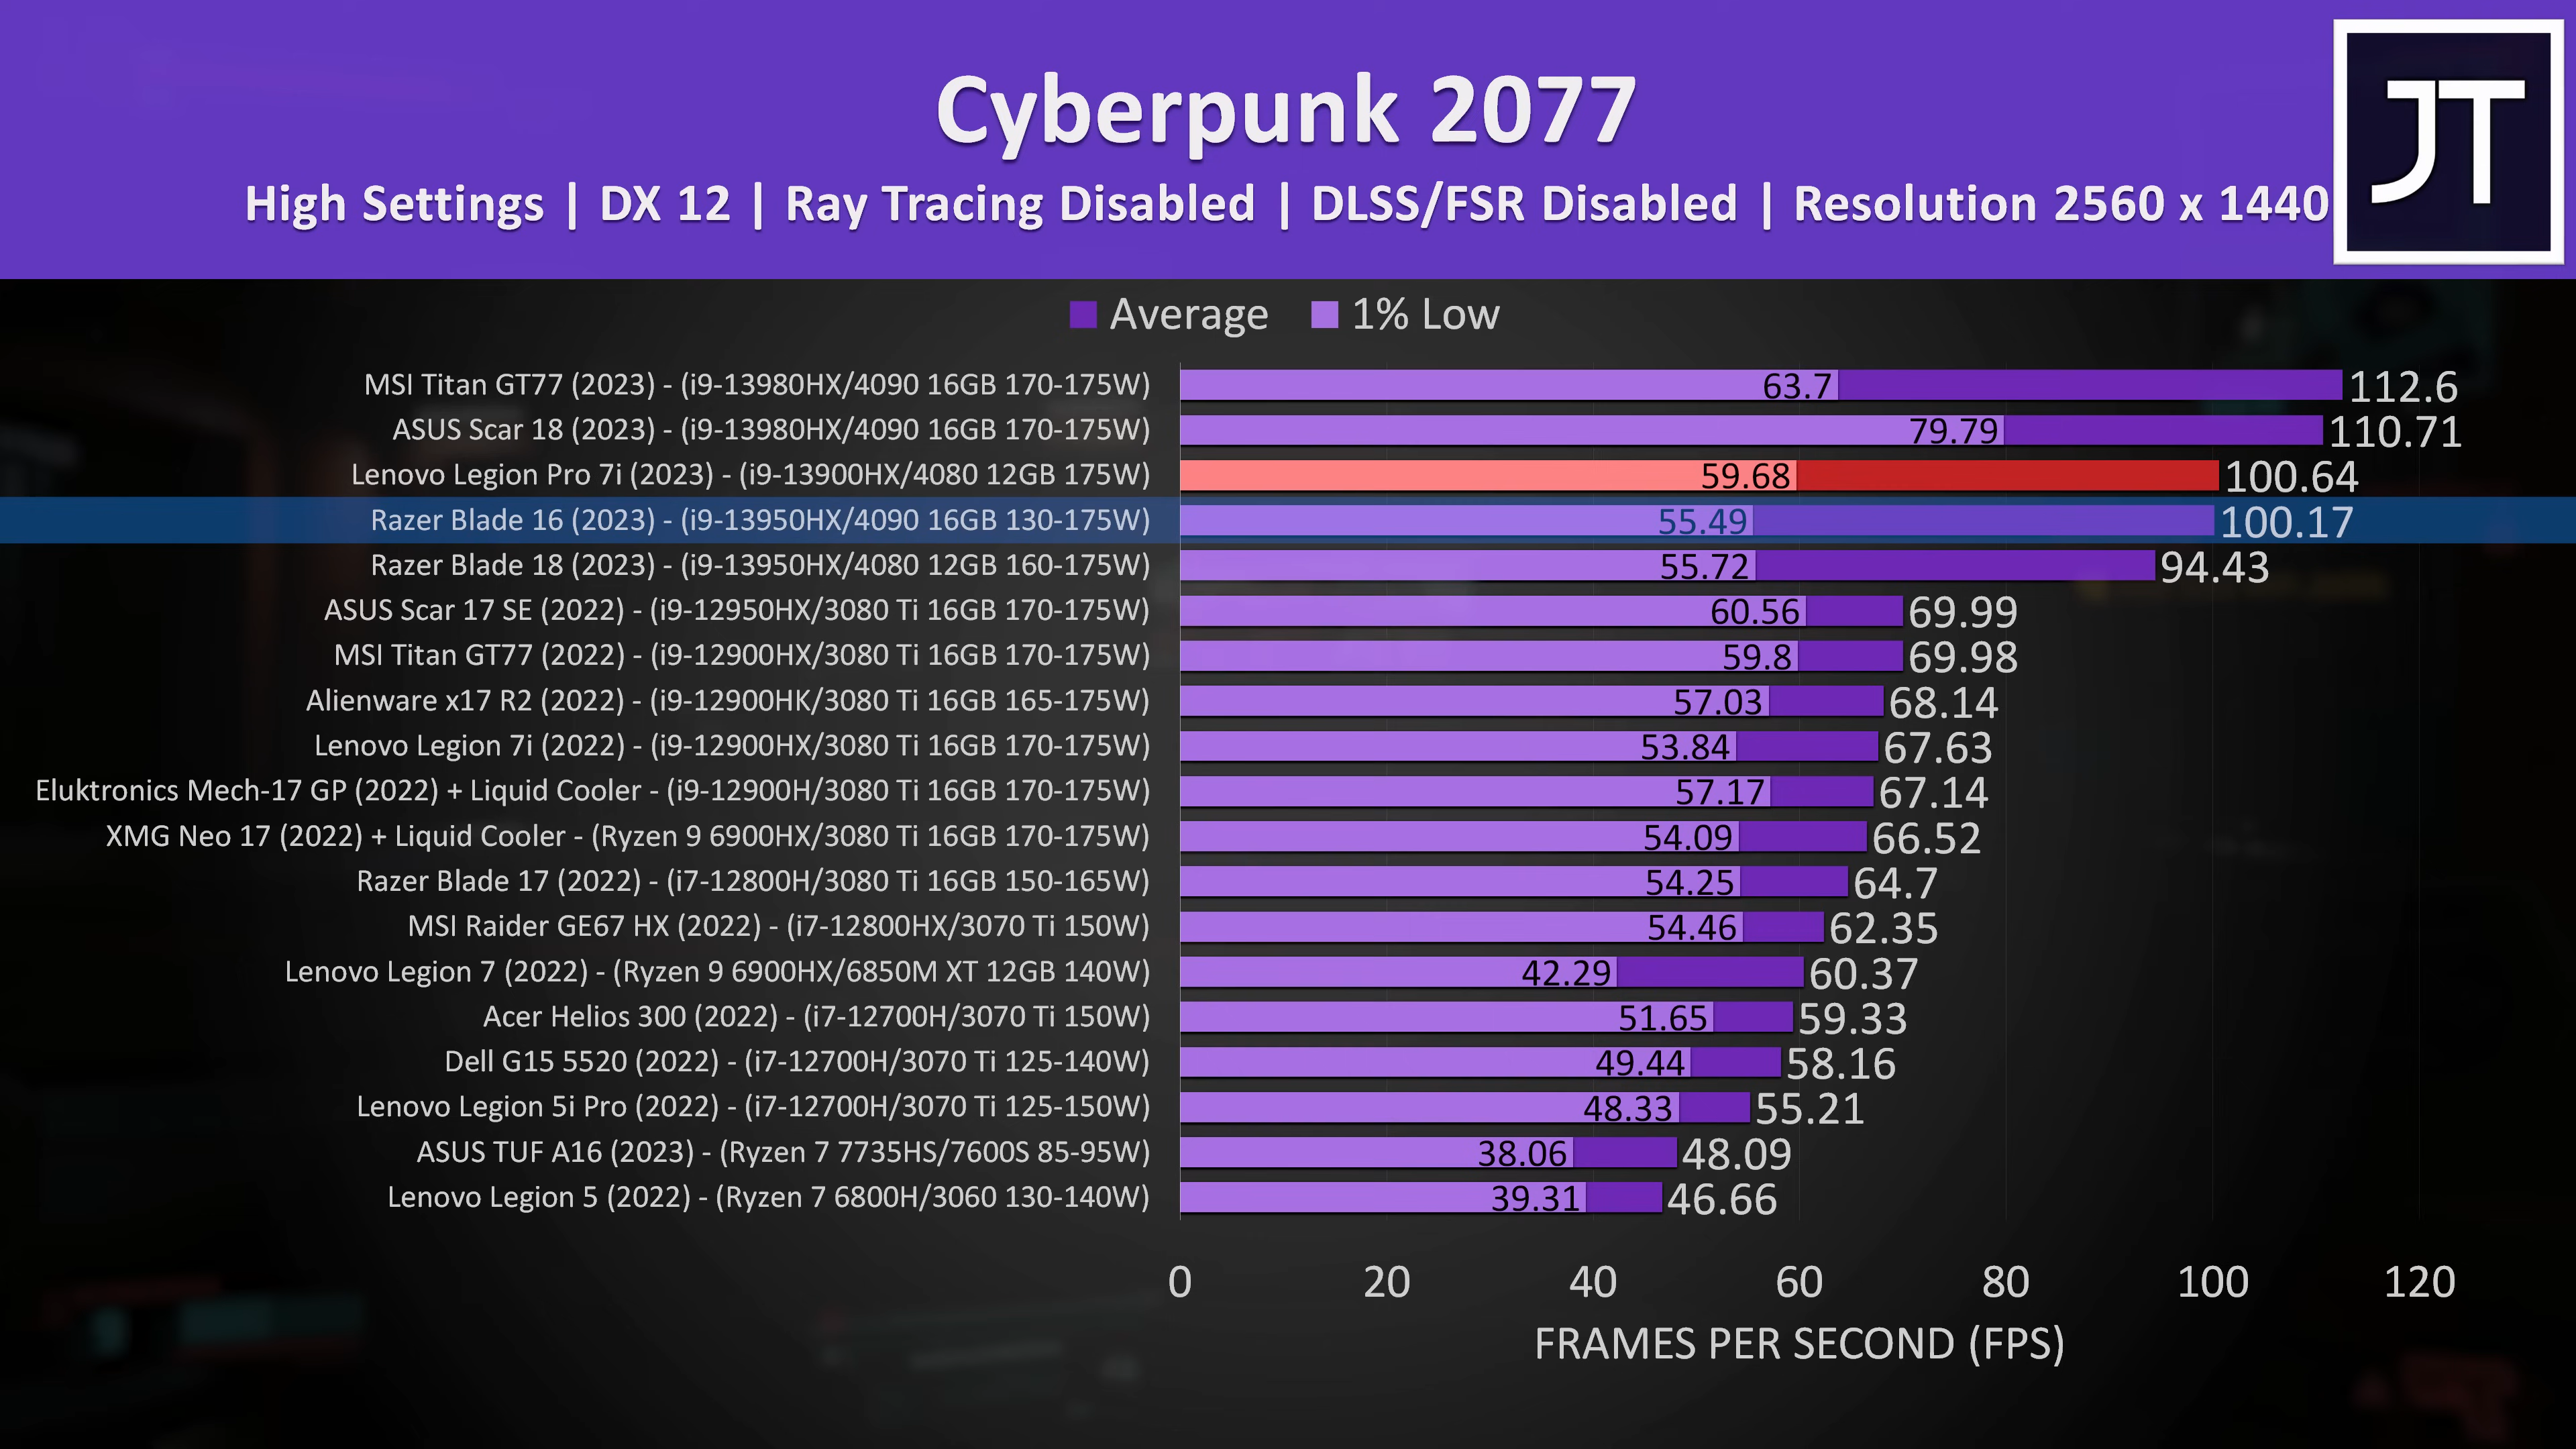 Cyberpunk 2077
High Settings | DX 12 | Ray Tracing Disabled | DLSS/FSR Disabled | Resolution 2560 x 1440
JT
Average 1% Low
MSI Titan GT77 (2023) - (i9-13980HX/4090 16GB 170-175W) 63.7 112.6
ASUS Scar 18 (2023) - (i9-13980HX/4090 16GB 170-175W) 79.79 110.71
Lenovo Legion Pro 7i (2023) - (i9-13900HX/4080 12GB 175W) 59.68 100.64
Razer Blade 16 (2023) - (i9-13950HX/4090 16GB 130-175W) 55.49 100.17
Razer Blade 18 (2023) - (i9-13950HX/4080 12GB 160-175W) 55.72 94.43
ASUS Scar 17 SE (2022) - (i9-12950HX/3080 Ti 16GB 170-175W) 60.56 69.99
MSI Titan GT77 (2022) - (i9-12900HX/3080 Ti 16GB 170-175W) 59.8 69.98
Alienware x17 R2 (2022) - (i9-12900HK/3080 Ti 16GB 165-175W) 57.03 68.14
Lenovo Legion 7i (2022) - (i9-12900HX/3080 Ti 16GB 170-175W) 53.84 67.63
Eluktronics Mech-17 GP (2022) + Liquid Cooler - (i9-12900H/3080 Ti 16GB 170-175W) 57.17 67.14
XMG Neo 17 (2022) + Liquid Cooler - (Ryzen 9 6900HX/3080 Ti 16GB 170-175W) 54.09 66.52
Razer Blade 17 (2022) - (i7-12800H/3080 Ti 16GB 150-165W) 54.25 64.7
MSI Raider GE67 HX (2022) - (i7-12800HX/3070 Ti 150W) 54.46 62.35
Lenovo Legion 7 (2022) - (Ryzen 9 6900HX/6850M XT 12GB 140W) 42.29 60.37
Acer Helios 300 (2022) - (i7-12700H/3070 Ti 150W) 51.65 59.33
Dell G15 5520 (2022) - (i7-12700H/3070 Ti 125-140W) 49.44 58.16
Lenovo Legion 5i Pro (2022) - (i7-12700H/3070 Ti 125-150W) 48.33 55.21
ASUS TUF A16 (2023) - (Ryzen 7 7735HS/7600S 85-95W) 38.06 48.09
Lenovo Legion 5 (2022) - (Ryzen 7 6800H/3060 130-140W) 39.31 46.66
0 20 40 60 80 100 120
FRAMES PER SECOND (FPS)